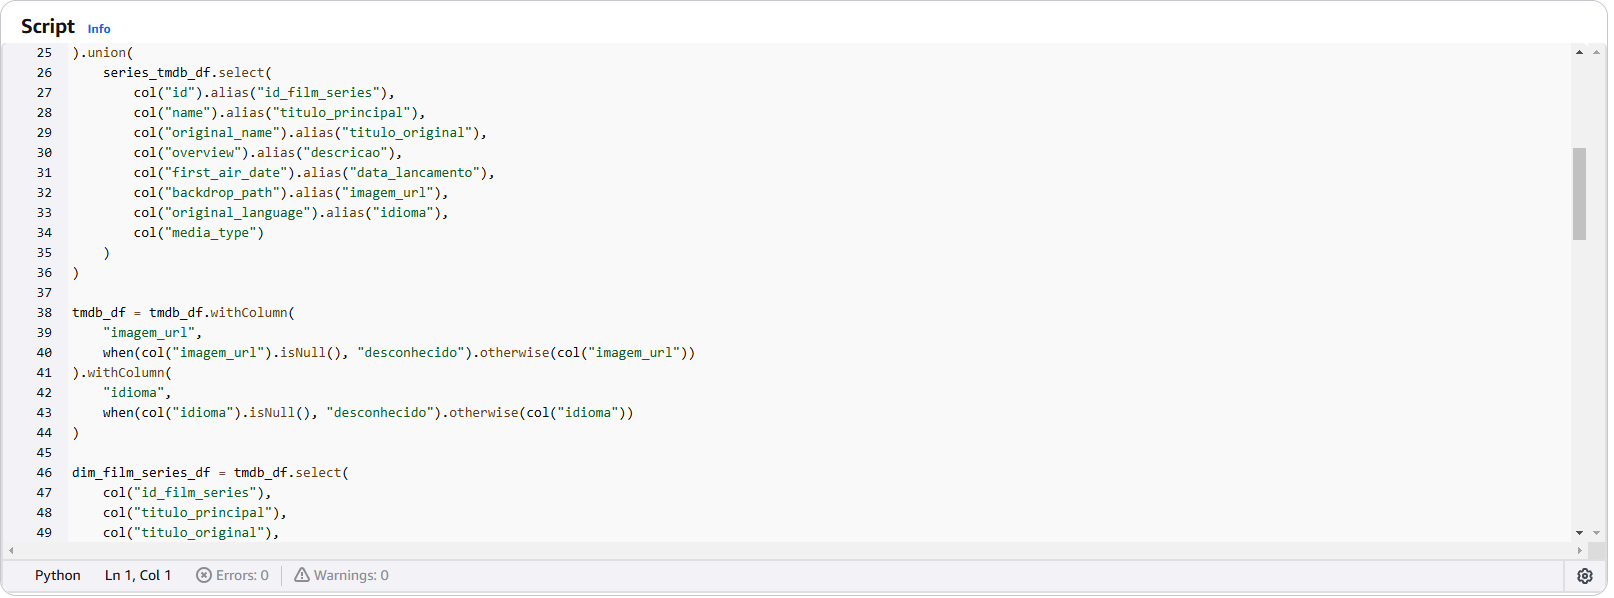 Script Info
25 ).union(
26     series_tmdb_df.select(
27         col("id").alias("id_film_series"),
28         col("name").alias("titulo_principal"),
29         col("original_name").alias("titulo_original"),
30         col("overview").alias("descricao"),
31         col("first_air_date").alias("data_lancamento"),
32         col("backdrop_path").alias("imagem_url"),
33         col("original_language").alias("idioma"),
34         col("media_type")
35     )
36 )
37
38 tmdb_df = tmdb_df.withColumn(
39     "imagem_url",
40     when(col("imagem_url").isNull(), "desconhecido").otherwise(col("imagem_url"))
41 ).withColumn(
42     "idioma",
43     when(col("idioma").isNull(), "desconhecido").otherwise(col("idioma"))
44 )
45
46 dim_film_series_df = tmdb_df.select(
47     col("id_film_series"),
48     col("titulo_principal"),
49     col("titulo_original"),
Python Ln 1, Col 1 Errors: 0 Warnings: 0